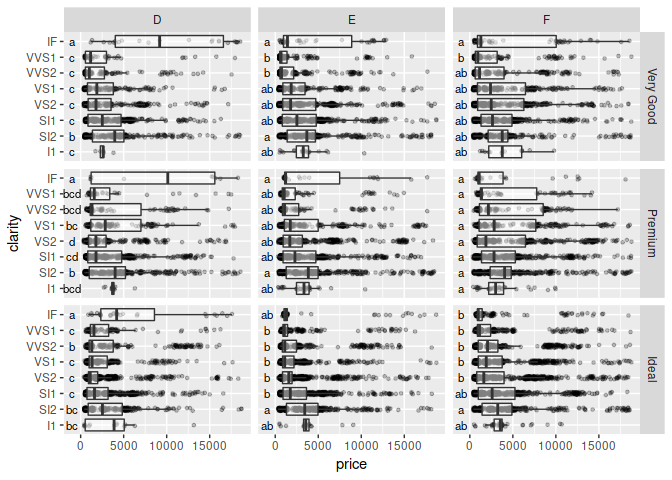 D E F
IF a a a
VVS1 c b b
VVS2 c b ab
VS1 c ab ab
VS2 c ab ab
SI1 c ab ab
SI2 b a b
I1 c ab ab
Very Good
IF a a a
VVS1 bcd ab a
VVS2 bcd ab a
VS1 bc ab a
VS2 d b a
SI1 cd ab a
SI2 b a a
I1 bcd ab a
Premium
IF a ab b
VVS1 c b b
VVS2 b b b
VS1 c b b
VS2 c b b
SI1 c b ab
SI2 bc a a
I1 bc ab ab
Ideal
0 5000 10000 15000 0 5000 10000 15000 0 5000 10000 15000
price
clarity